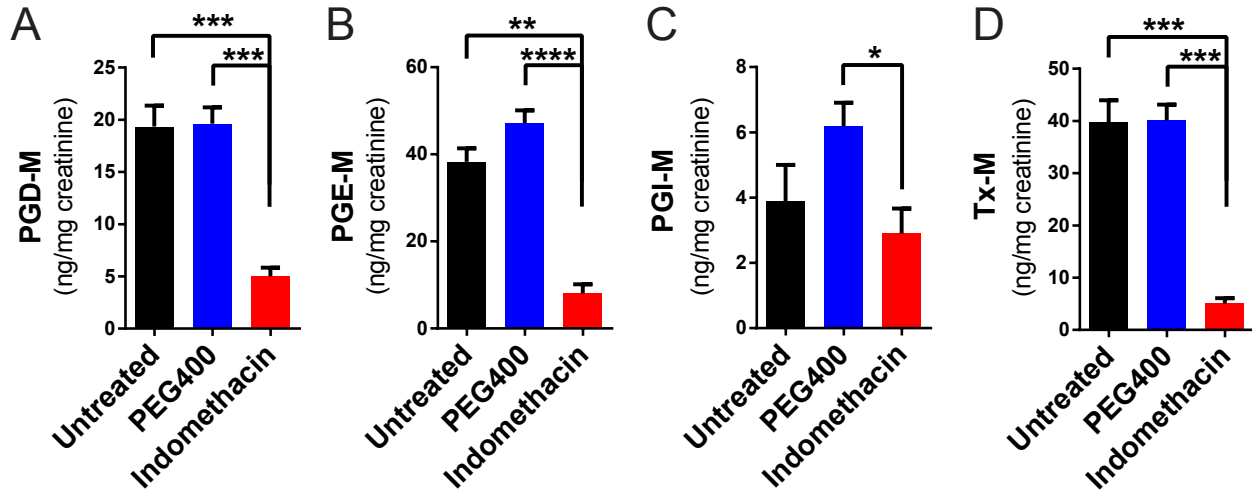 A
***
***
25
20
15
10
5
0
PGD-M
(ng/mg creatinine)
Untreated
PEG400
Indomethacin
B
**
****
60
40
20
0
PGE-M
(ng/mg creatinine)
Untreated
PEG400
Indomethacin
C
*
8
6
4
2
0
PGI-M
(ng/mg creatinine)
Untreated
PEG400
Indomethacin
D
***
***
50
40
30
20
10
0
Tx-M
(ng/mg creatinine)
Untreated
PEG400
Indomethacin